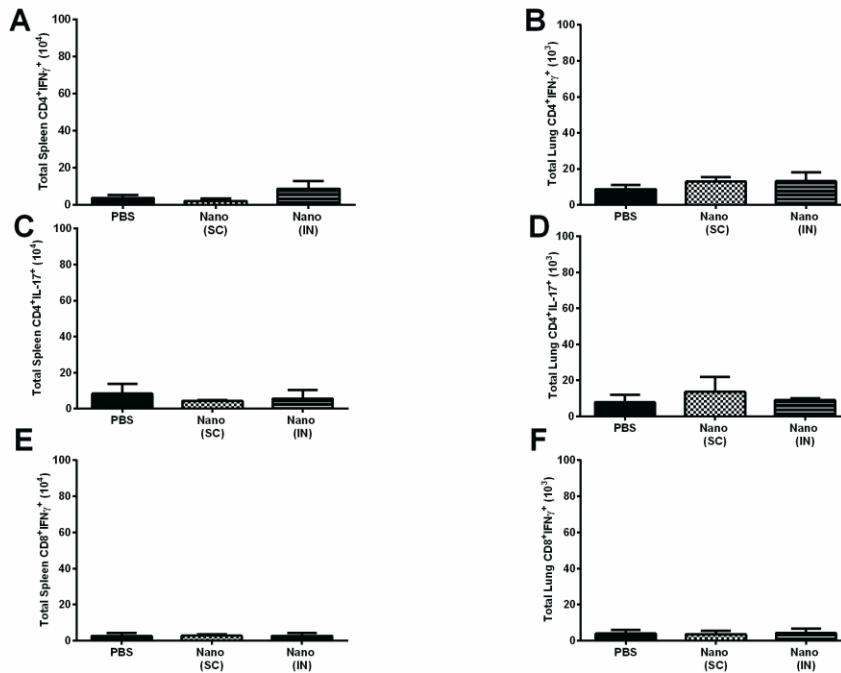 A
Total Spleen CD4⁺IFNγ⁺ (10⁴)
100
80
60
40
20
0
PBS
Nano
(SC)
Nano
(IN)
B
Total Lung CD4⁺IFNγ⁺ (10³)
100
80
60
40
20
0
PBS
Nano
(SC)
Nano
(IN)
C
Total Spleen CD4⁺IL-17⁺ (10⁴)
100
80
60
40
20
0
PBS
Nano
(SC)
Nano
(IN)
D
Total Lung CD4⁺IL-17⁺ (10³)
100
80
60
40
20
0
PBS
Nano
(SC)
Nano
(IN)
E
Total Spleen CD8⁺IFNγ⁺ (10⁴)
100
80
60
40
20
0
PBS
Nano
(SC)
Nano
(IN)
F
Total Lung CD8⁺IFNγ⁺ (10³)
100
80
60
40
20
0
PBS
Nano
(SC)
Nano
(IN)